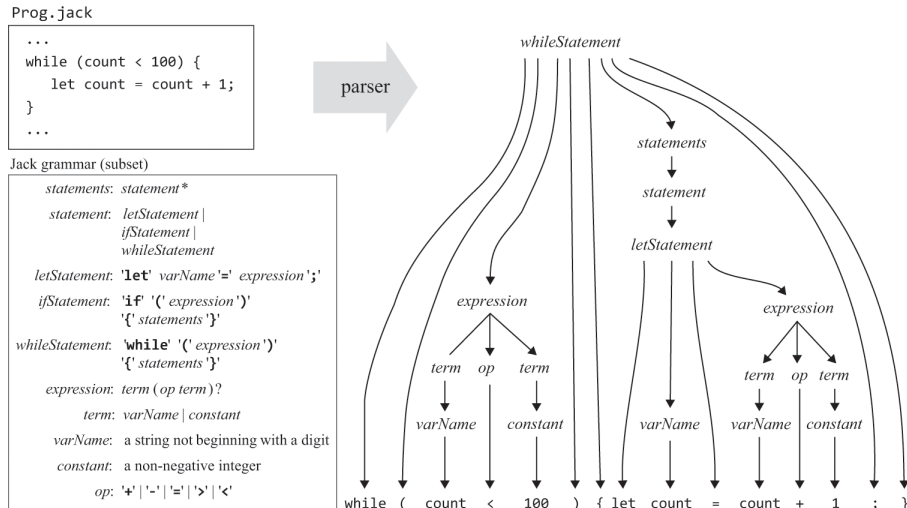 Prog.jack
...
while (count < 100) {
let count = count + 1;
}
...
parser
Jack grammar (subset)
statements: statement*
statement: letStatement |
ifStatement |
whileStatement
letStatement: 'let' varName '=' expression ';'
ifStatement: 'if' '(' expression ')'
'{' statements '}'
whileStatement: 'while' '(' expression ')'
'{' statements '}'
expression: term (op term)?
term: varName | constant
varName: a string not beginning with a digit
constant: a non-negative integer
op: '+' | '-' | '=' | '>' | '<'
whileStatement
statements
statement
letStatement
expression
expression
term op term
term op term
varName constant
varName
varName constant
while ( count < 100 ) { let count = count + 1 ; }